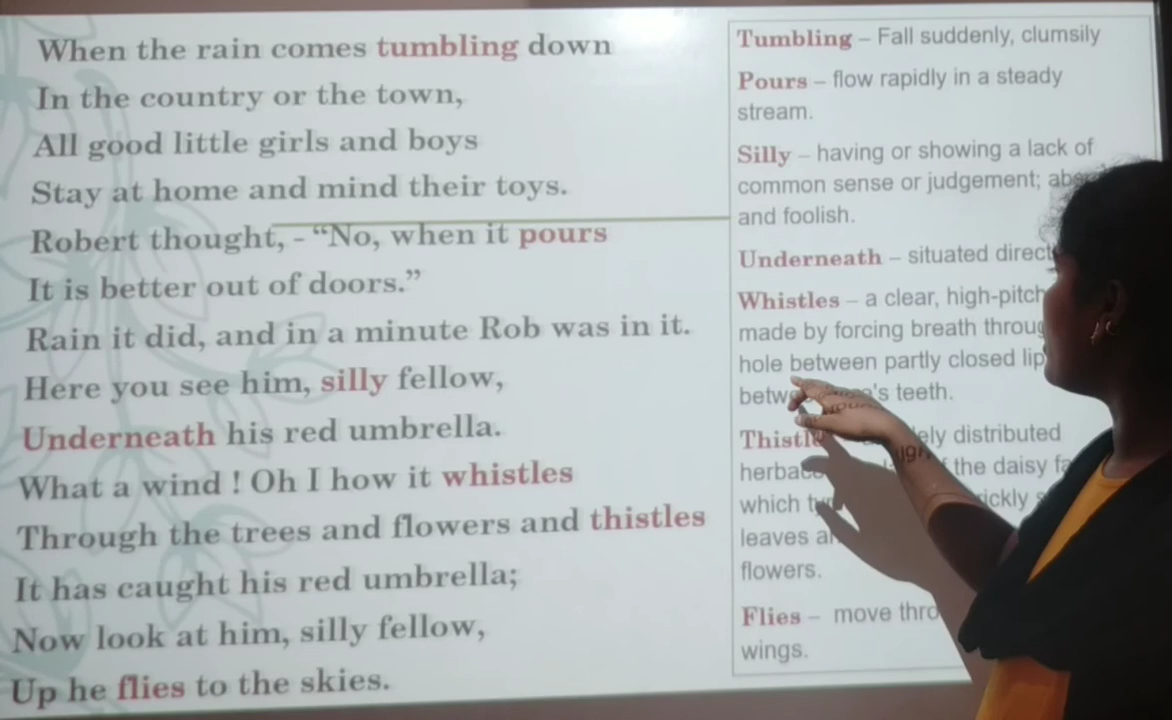 When the rain comes tumbling down
In the country or the town,
All good little girls and boys
Stay at home and mind their toys.
Robert thought, - “No, when it pours
It is better out of doors.”
Rain it did, and in a minute Rob was in it.
Here you see him, silly fellow,
Underneath his red umbrella.
What a wind ! Oh I how it whistles
Through the trees and flowers and thistles
It has caught his red umbrella;
Now look at him, silly fellow,
Up he flies to the skies.
Tumbling – Fall suddenly, clumsily
Pours – flow rapidly in a steady
stream.
Silly – having or showing a lack of
common sense or judgement;
and foolish.
Underneath – situated
Whistles – a clear,
made by forcing breath
hole between partly closed
teeth.
distributed
the daisy
which
leaves
flowers.
Flies – move
wings.